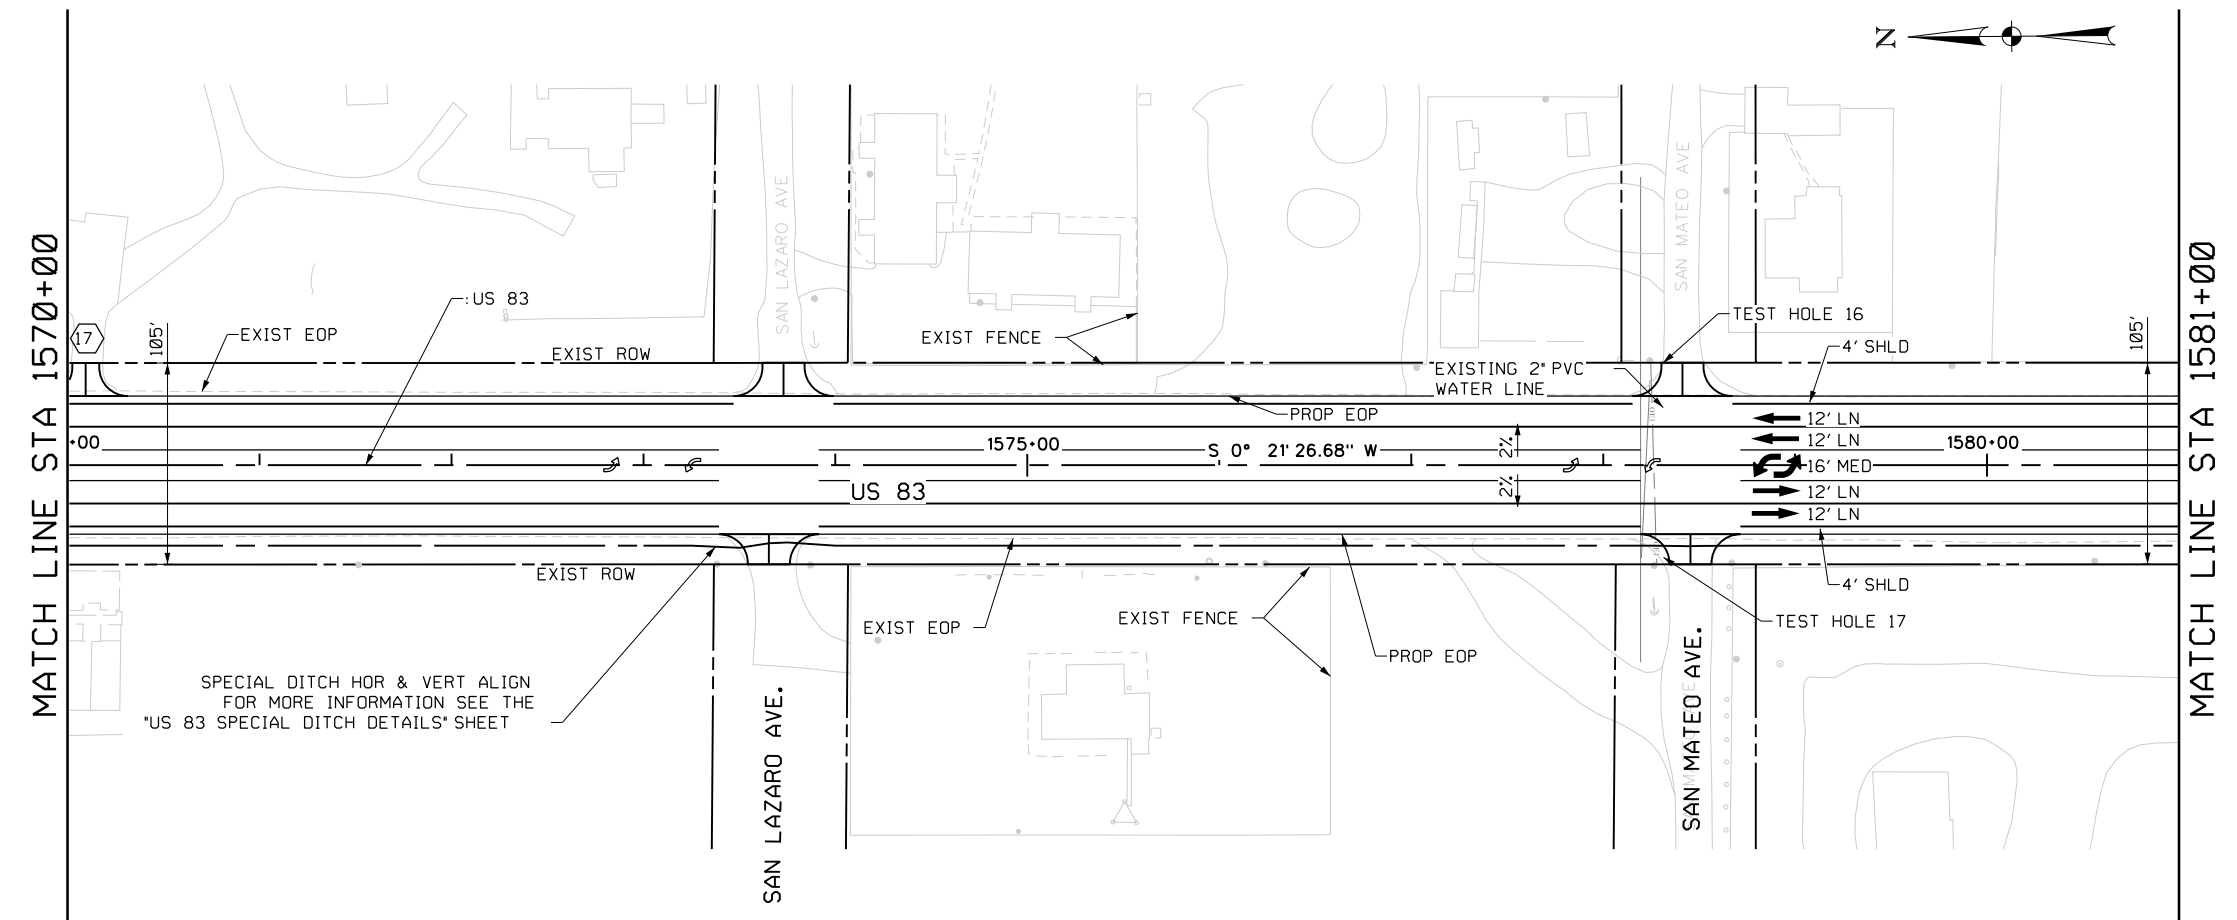 N
MATCH LINE STA 1570+00
MATCH LINE STA 1581+00
SAN LAZARO AVE
SAN MATEO AVE
:US 83
17
105'
EXIST EOP
EXIST ROW
EXIST FENCE
TEST HOLE 16
4' SHLD
105'
EXISTING 2" PVC
WATER LINE
PROP EOP
12' LN
12' LN
+00
1575+00
S 0° 21' 26.68" W
2%
1580+00
16' MED
2%
US 83
12' LN
12' LN
EXIST ROW
4' SHLD
EXIST EOP
EXIST FENCE
TEST HOLE 17
PROP EOP
SPECIAL DITCH HOR & VERT ALIGN
FOR MORE INFORMATION SEE THE
"US 83 SPECIAL DITCH DETAILS" SHEET
SAN LAZARO AVE.
SAN MATEO AVE.